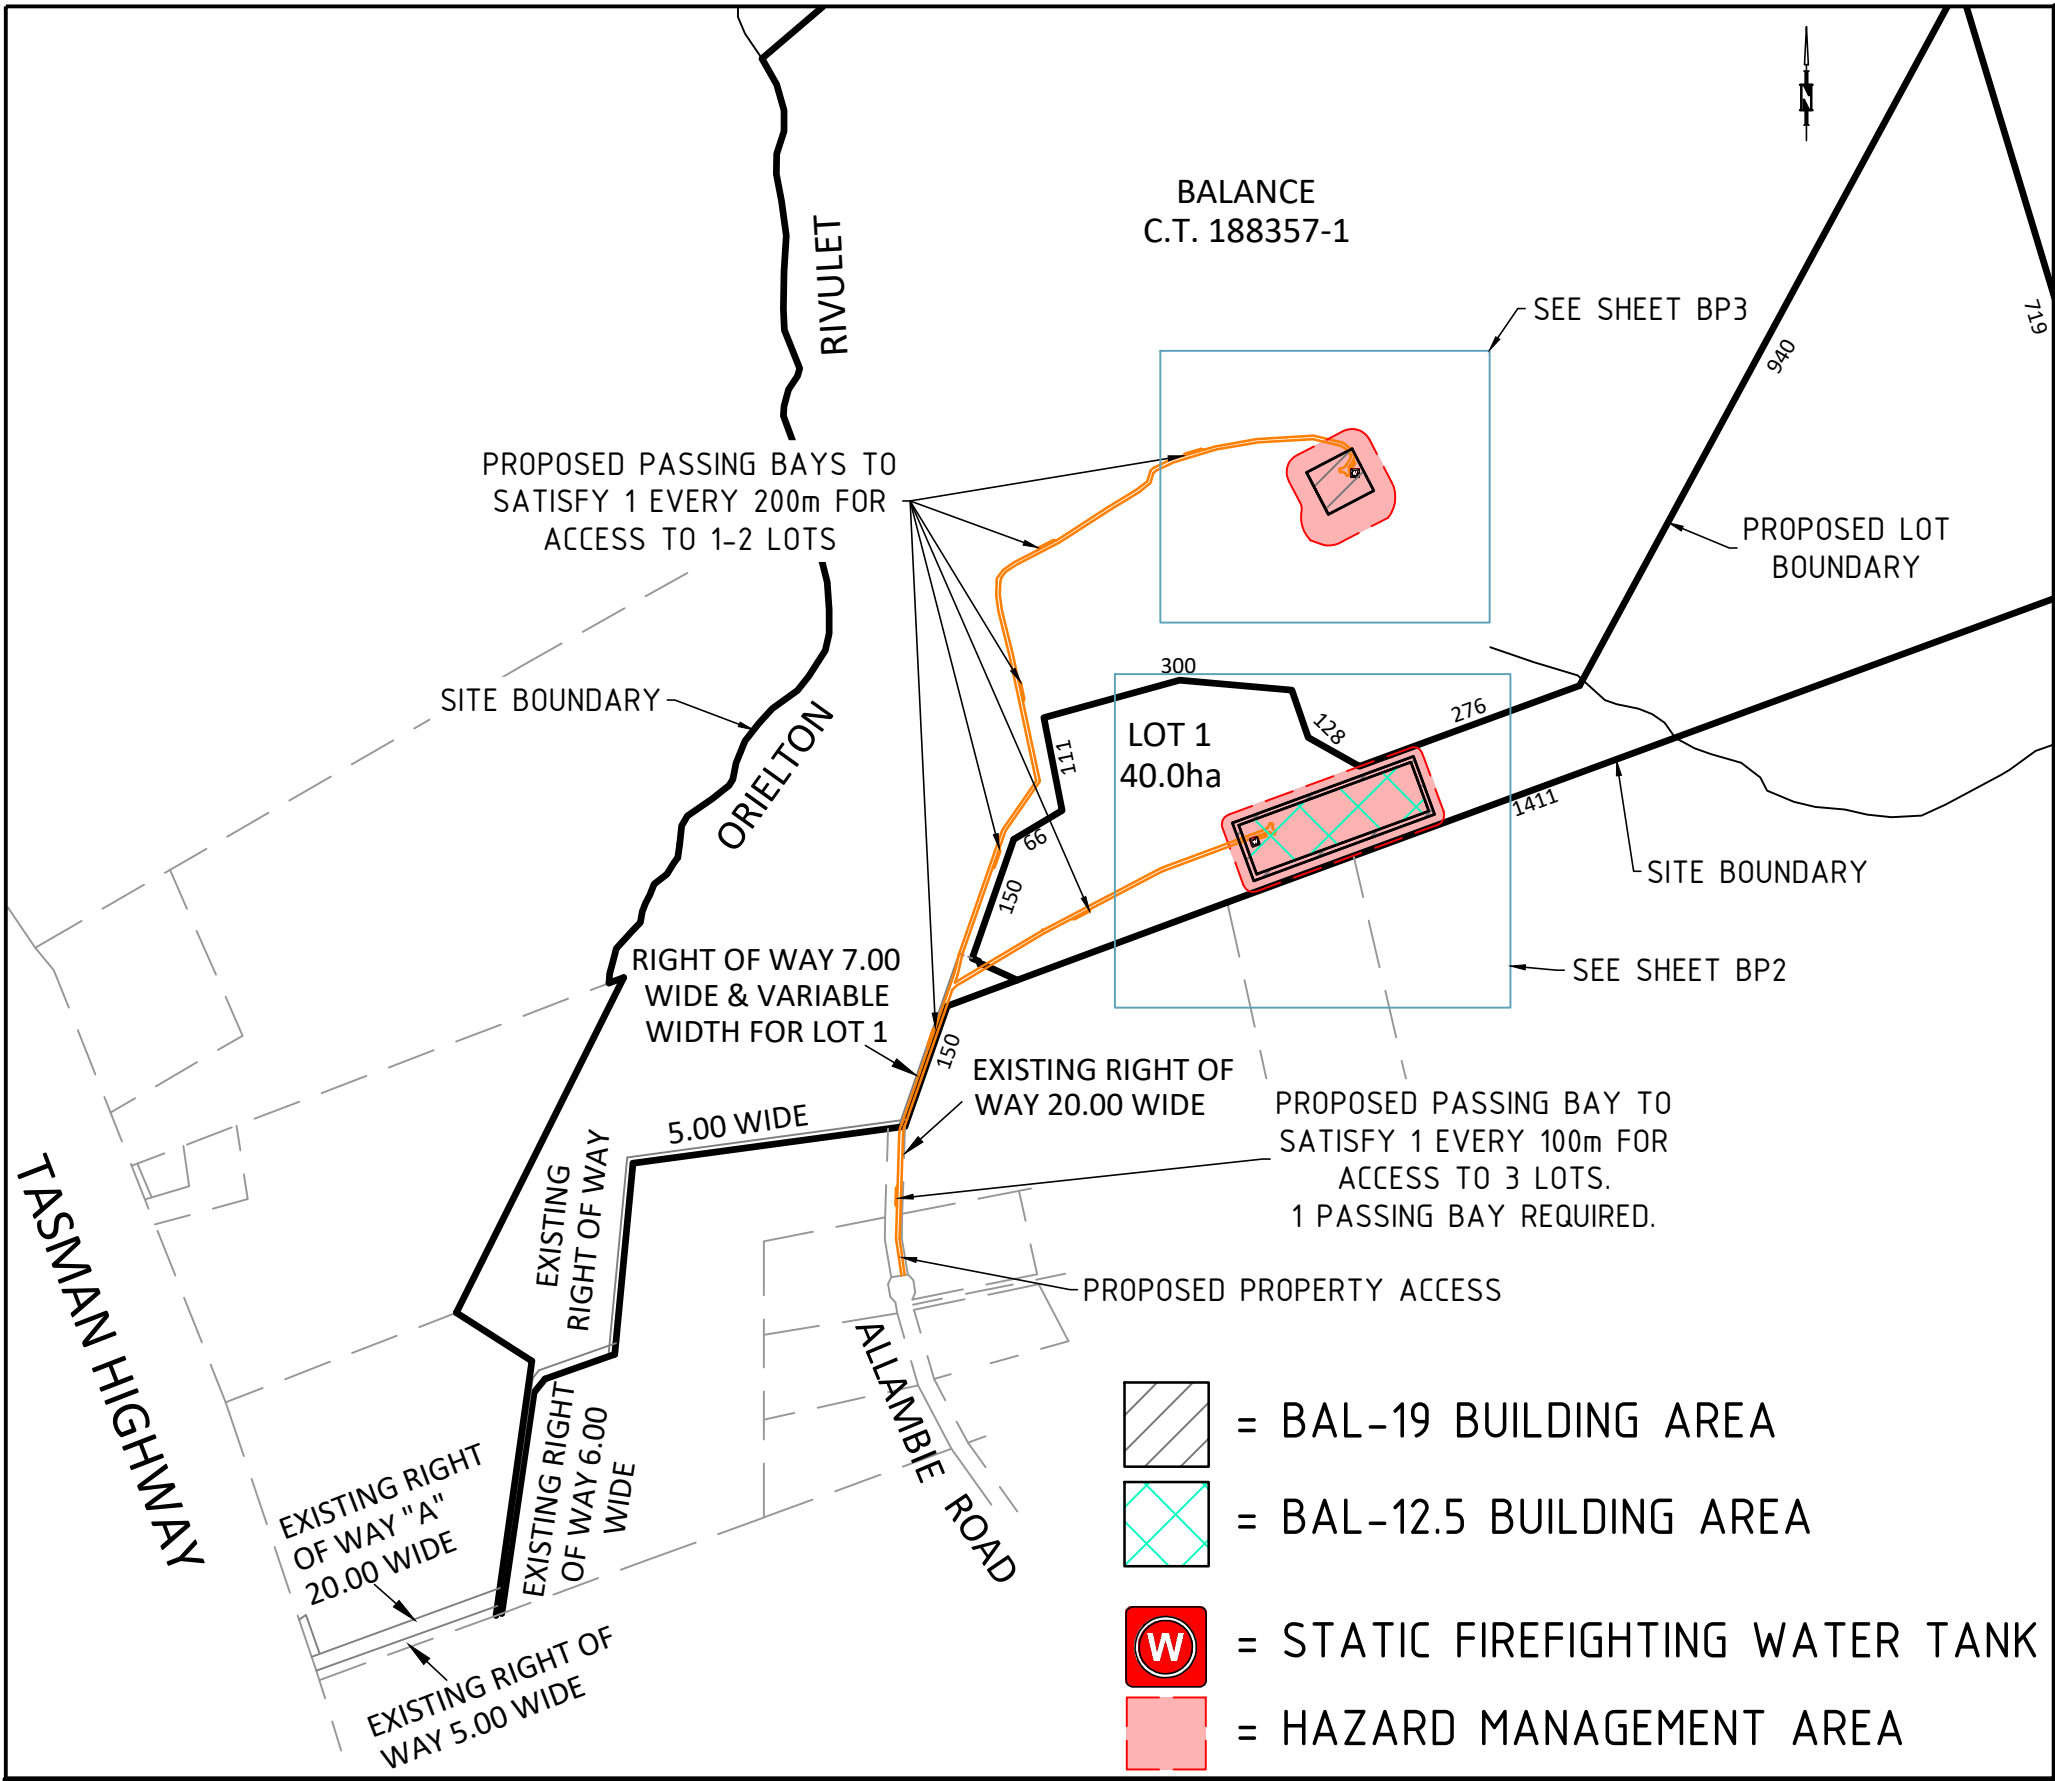 N
BALANCE
C.T. 188357-1
RIVULET
SEE SHEET BP3
719
940
PROPOSED PASSING BAYS TO
SATISFY 1 EVERY 200m FOR
ACCESS TO 1-2 LOTS
PROPOSED LOT
BOUNDARY
SITE BOUNDARY
ORIELTON
300
111
128
276
LOT 1
40.0ha
1411
66
150
SITE BOUNDARY
W
W
RIGHT OF WAY 7.00
WIDE & VARIABLE
WIDTH FOR LOT 1
SEE SHEET BP2
150
EXISTING RIGHT OF
WAY 20.00 WIDE
5.00 WIDE
PROPOSED PASSING BAY TO
SATISFY 1 EVERY 100m FOR
ACCESS TO 3 LOTS.
1 PASSING BAY REQUIRED.
EXISTING
RIGHT OF WAY
PROPOSED PROPERTY ACCESS
TASMAN HIGHWAY
ALLAMBIE ROAD
EXISTING RIGHT
OF WAY 6.00
WIDE
EXISTING RIGHT
OF WAY "A"
20.00 WIDE
EXISTING RIGHT OF
WAY 5.00 WIDE
= BAL-19 BUILDING AREA
= BAL-12.5 BUILDING AREA
W = STATIC FIREFIGHTING WATER TANK
= HAZARD MANAGEMENT AREA